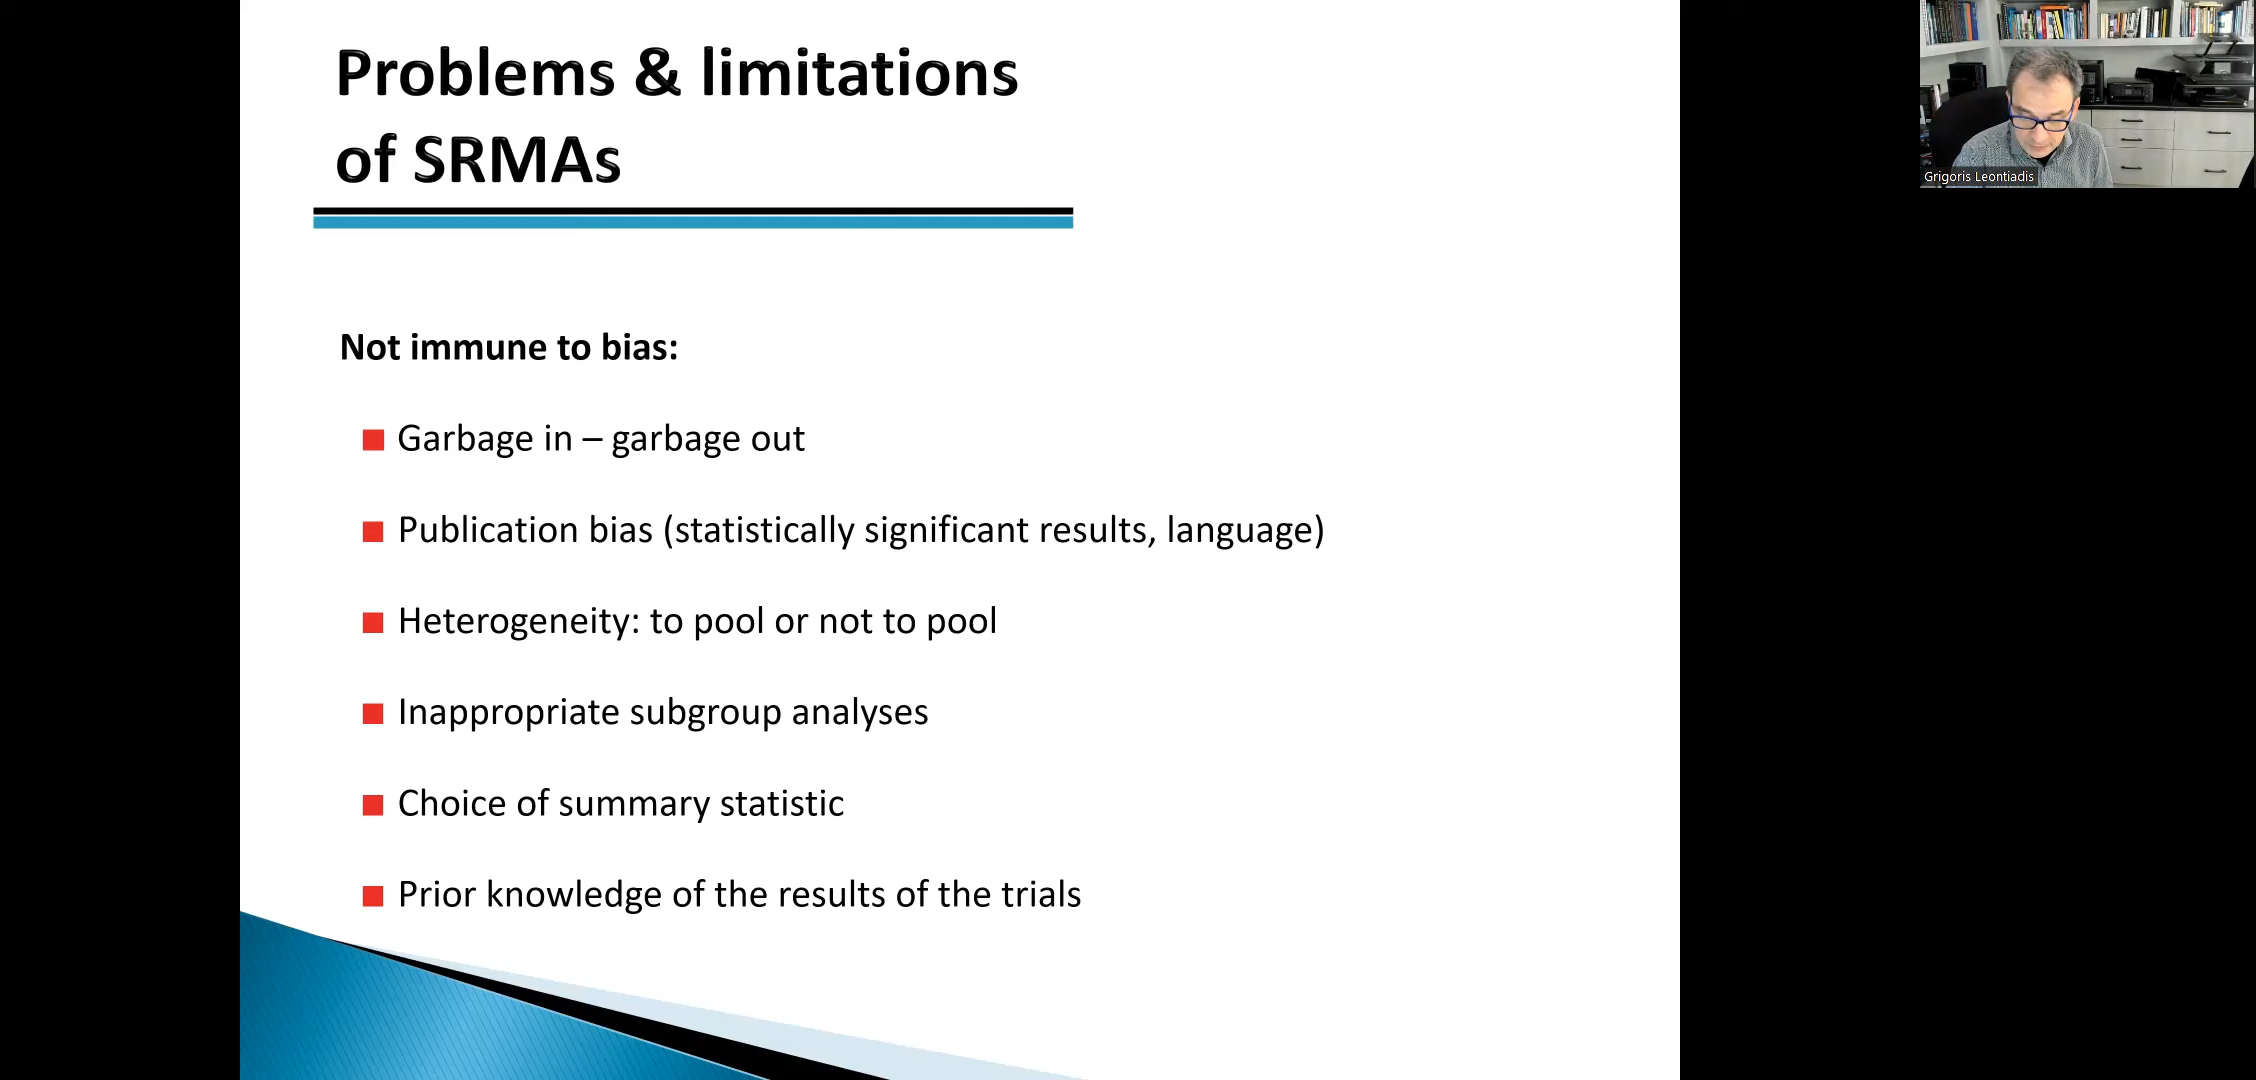 Problems & limitations
of SRMAs
Not immune to bias:
Garbage in – garbage out
Publication bias (statistically significant results, language)
Heterogeneity: to pool or not to pool
Inappropriate subgroup analyses
Choice of summary statistic
Prior knowledge of the results of the trials
Grigoris Leontiadis